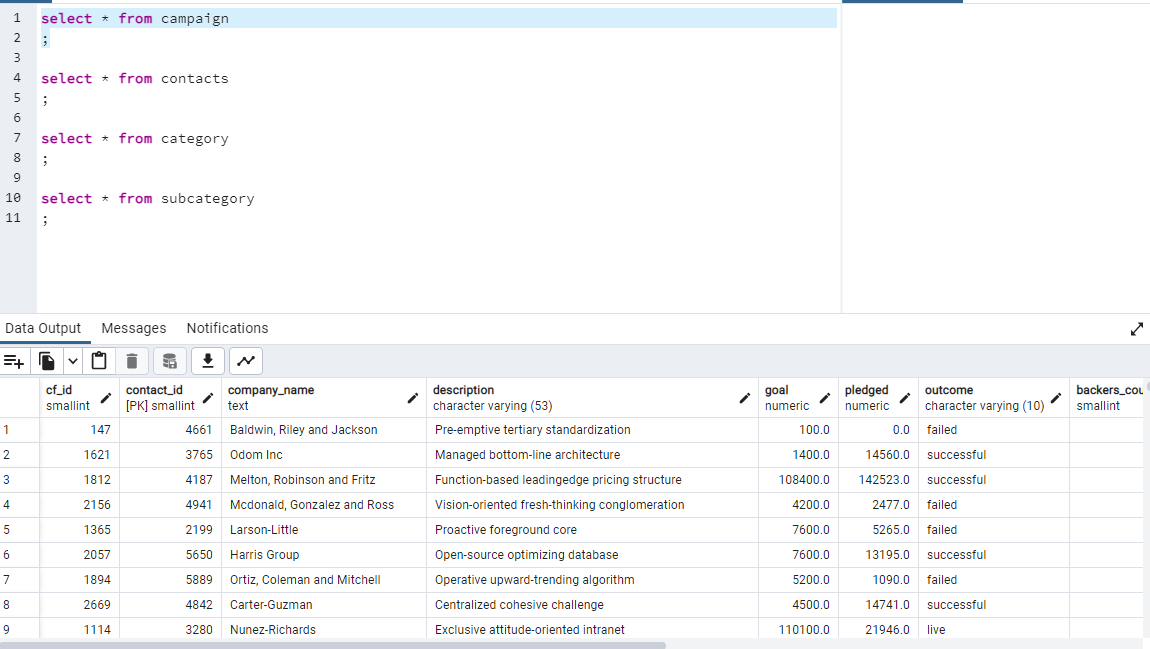 1 select * from campaign
2 ;
3
4 select * from contacts
5 ;
6
7 select * from category
8 ;
9
10 select * from subcategory
11 ;
Data Output Messages Notifications
cf_id contact_id company_name description goal pledged outcome backers_cou
smallint [PK] smallint text character varying (53) numeric numeric character varying (10) smallint
1 147 4661 Baldwin, Riley and Jackson Pre-emptive tertiary standardization 100.0 0.0 failed
2 1621 3765 Odom Inc Managed bottom-line architecture 1400.0 14560.0 successful
3 1812 4187 Melton, Robinson and Fritz Function-based leadingedge pricing structure 108400.0 142523.0 successful
4 2156 4941 Mcdonald, Gonzalez and Ross Vision-oriented fresh-thinking conglomeration 4200.0 2477.0 failed
5 1365 2199 Larson-Little Proactive foreground core 7600.0 5265.0 failed
6 2057 5650 Harris Group Open-source optimizing database 7600.0 13195.0 successful
7 1894 5889 Ortiz, Coleman and Mitchell Operative upward-trending algorithm 5200.0 1090.0 failed
8 2669 4842 Carter-Guzman Centralized cohesive challenge 4500.0 14741.0 successful
9 1114 3280 Nunez-Richards Exclusive attitude-oriented intranet 110100.0 21946.0 live